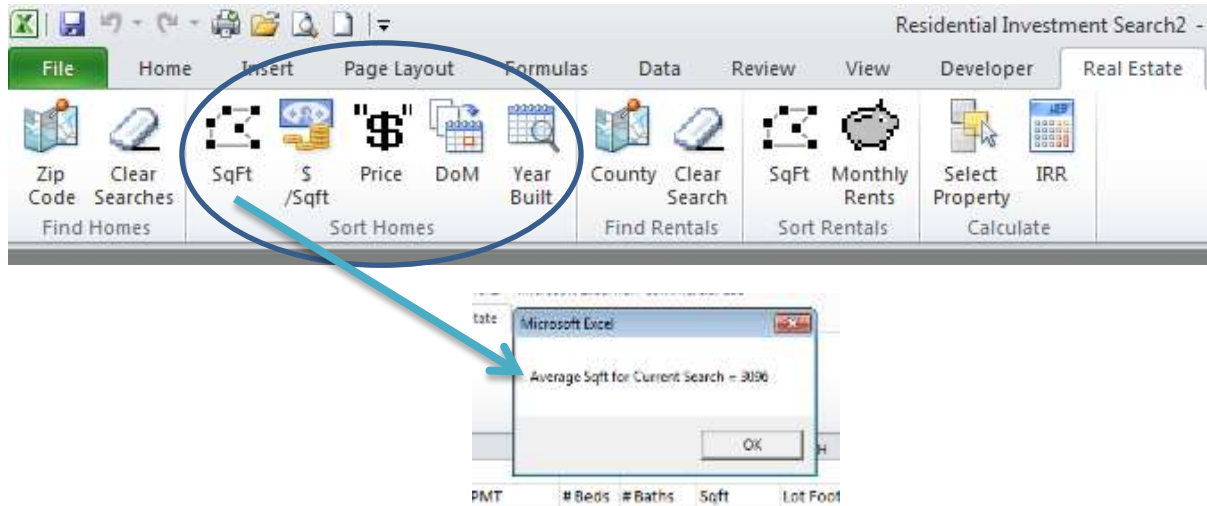 Residential Investment Search2 -
File Home Insert Page Layout Formulas Data Review View Developer Real Estate
Zip Code Clear Searches SqFt $ /Sqft "$" Price DoM Year Built County Clear Search SqFt Monthly Rents Select Property IRR
Find Homes Sort Homes Find Rentals Sort Rentals Calculate
tate
Microsoft Excel
Average Sqft for Current Search = 3096
OK
H
PMT # Beds # Baths Sqft Lot Foot